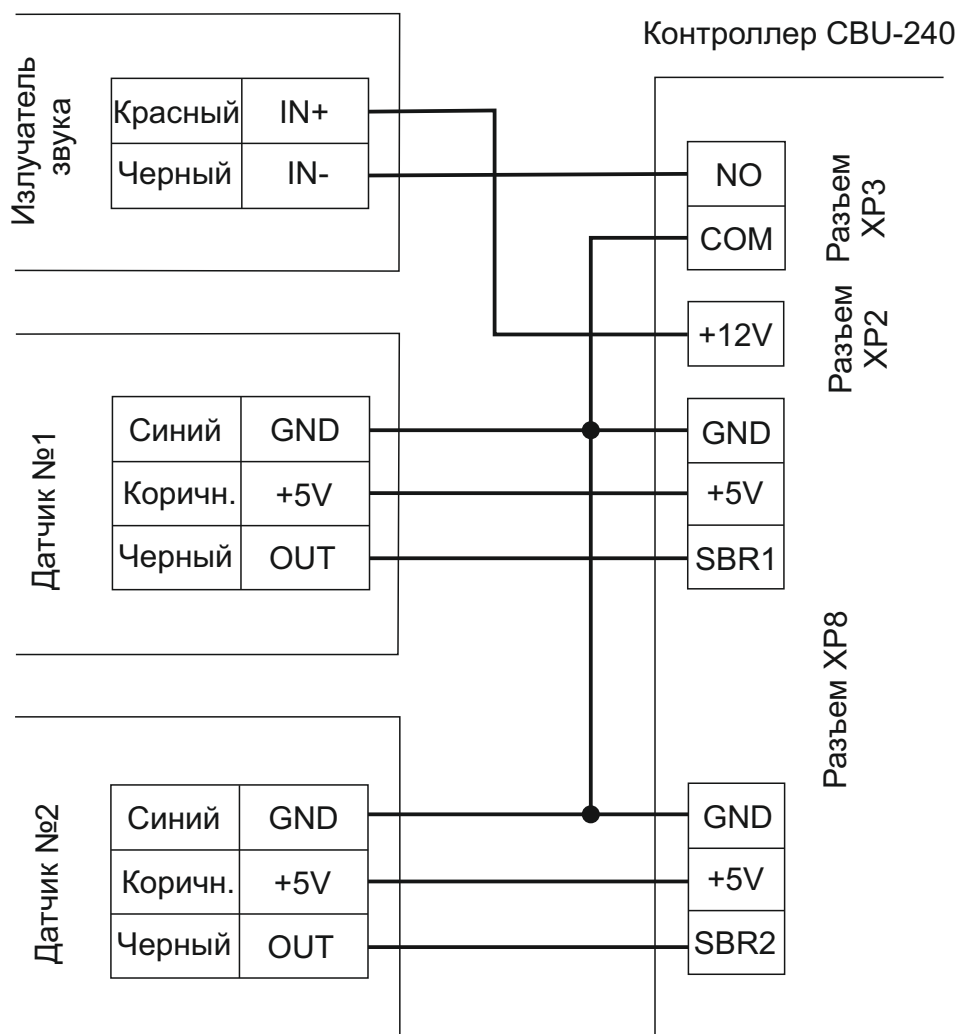 Контроллер CBU-240
Излучатель
звука
Красный IN+
Черный IN-
NO
COM
Разъем
XP3
+12V
Разъем
XP2
Датчик №1
Синий GND
Коричн. +5V
Черный OUT
GND
+5V
SBR1
Разъем XP8
Датчик №2
Синий GND
Коричн. +5V
Черный OUT
GND
+5V
SBR2